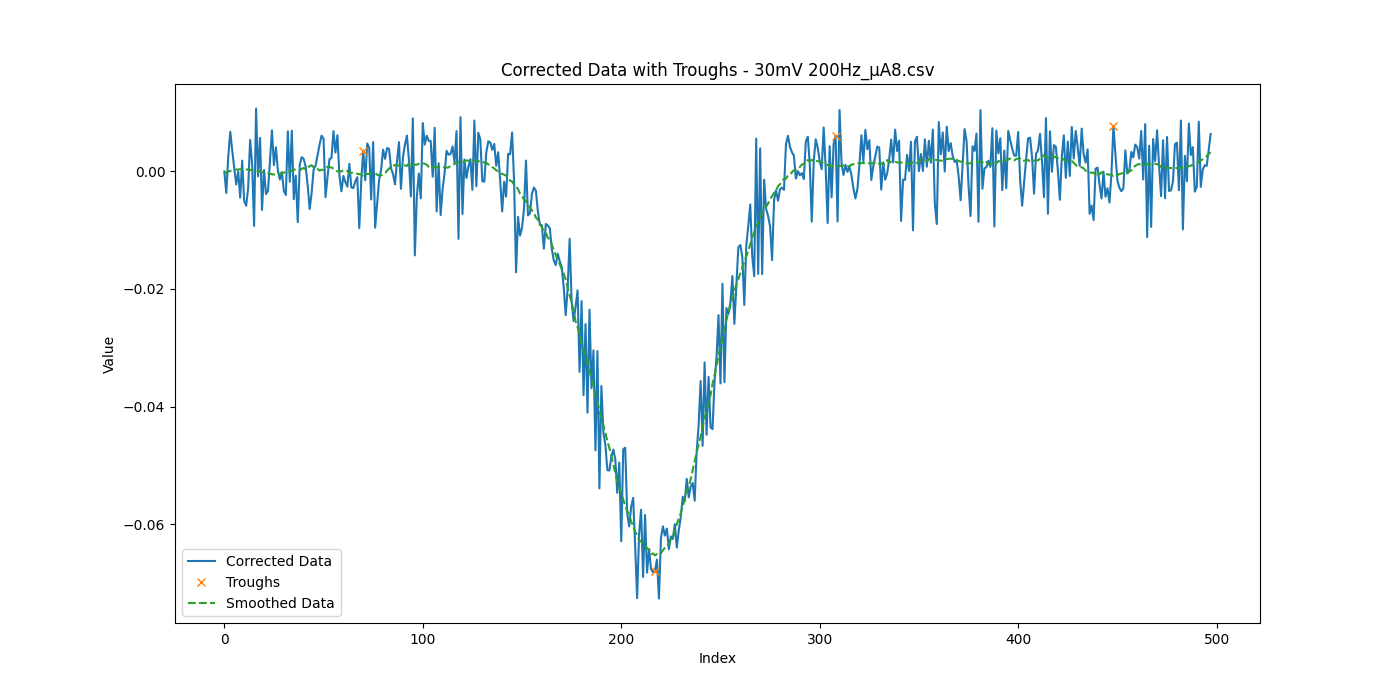 Corrected Data with Troughs - 30mV 200Hz_μA8.csv
0.00
−0.02
−0.04
−0.06
Value
Corrected Data
Troughs
Smoothed Data
0
100
200
300
400
500
Index